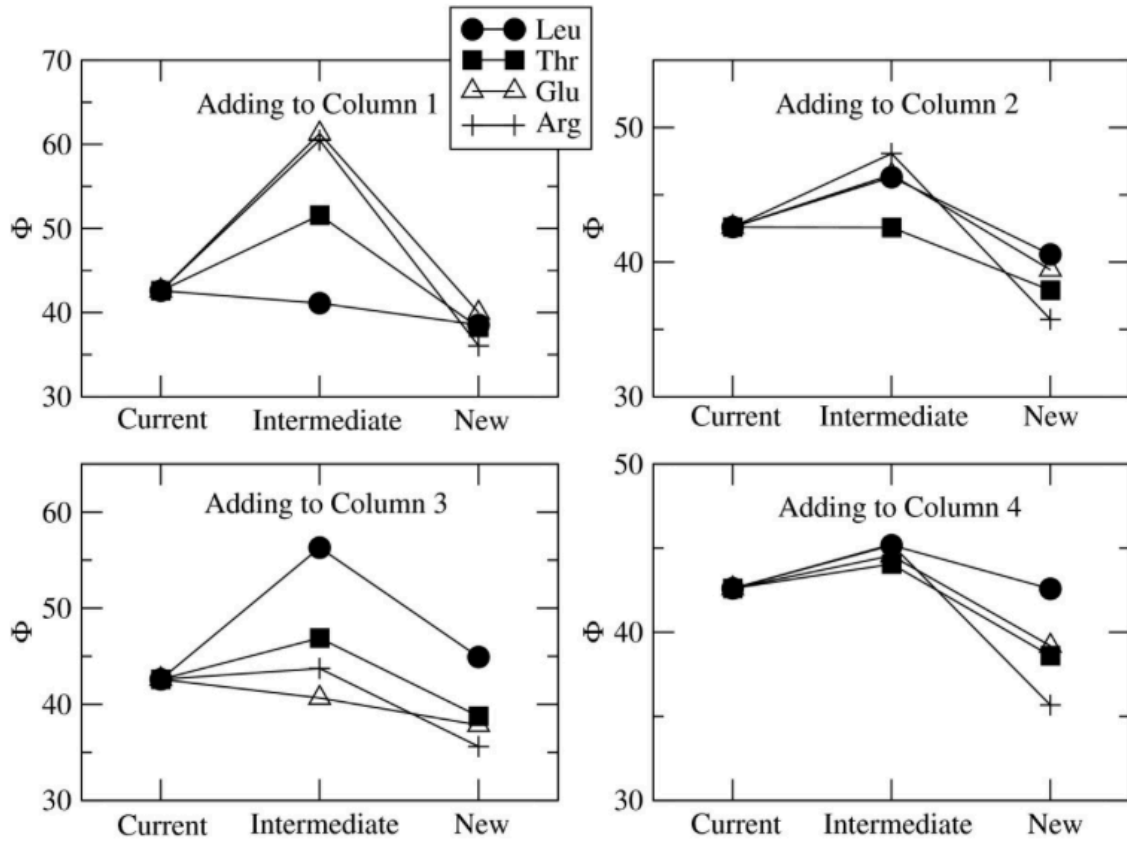 Leu
Thr
Glu
Arg
70
60
50
40
30
Φ
Adding to Column 1
Current Intermediate New
50
40
30
Φ
Adding to Column 2
Current Intermediate New
60
50
40
30
Φ
Adding to Column 3
Current Intermediate New
50
40
30
Φ
Adding to Column 4
Current Intermediate New